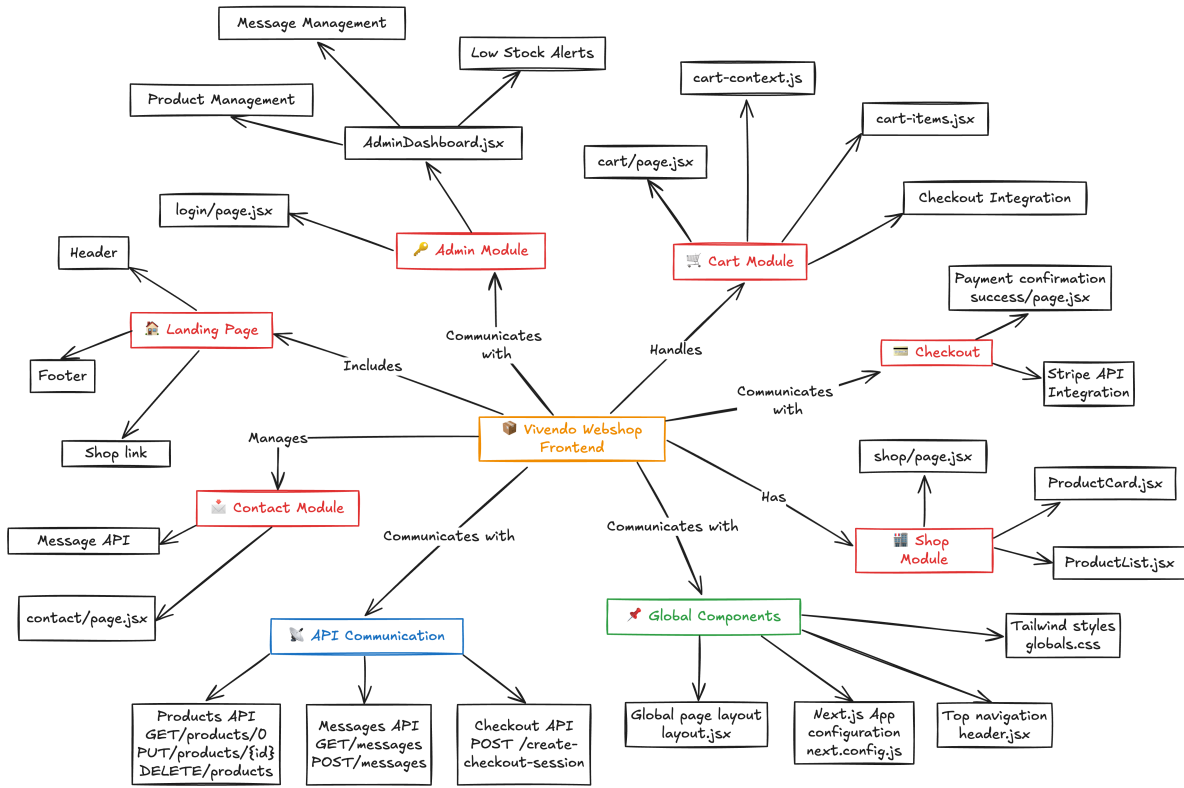 Message Management
Low Stock Alerts
Product Management
AdminDashboard.jsx
login/page.jsx
Admin Module
cart-context.js
cart-items.jsx
cart/page.jsx
Checkout Integration
Cart Module
Header
Landing Page
Footer
Shop link
Payment confirmation
success/page.jsx
Checkout
Stripe API
Integration
Communicates
with
Includes
Handles
Communicates
with
Vivendo Webshop
Frontend
Manages
Contact Module
Message API
contact/page.jsx
Communicates with
Communicates with
Has
shop/page.jsx
ProductCard.jsx
Shop
Module
ProductList.jsx
API Communication
Global Components
Tailwind styles
globals.css
Products API
GET/products/0
PUT/products/{id}
DELETE/products
Messages API
GET/messages
POST/messages
Checkout API
POST /create-
checkout-session
Global page layout
layout.jsx
Next.js App
configuration
next.config.js
Top navigation
header.jsx